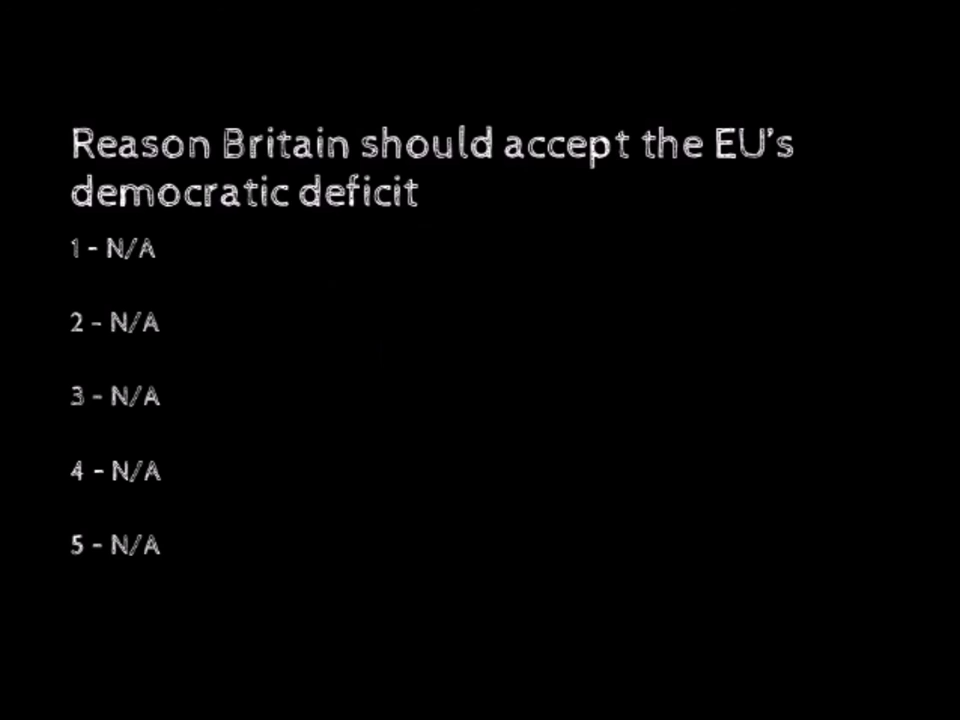 Reason Britain should accept the EU's
democratic deficit
1 - N/A
2 - N/A
3 - N/A
4 - N/A
5 - N/A